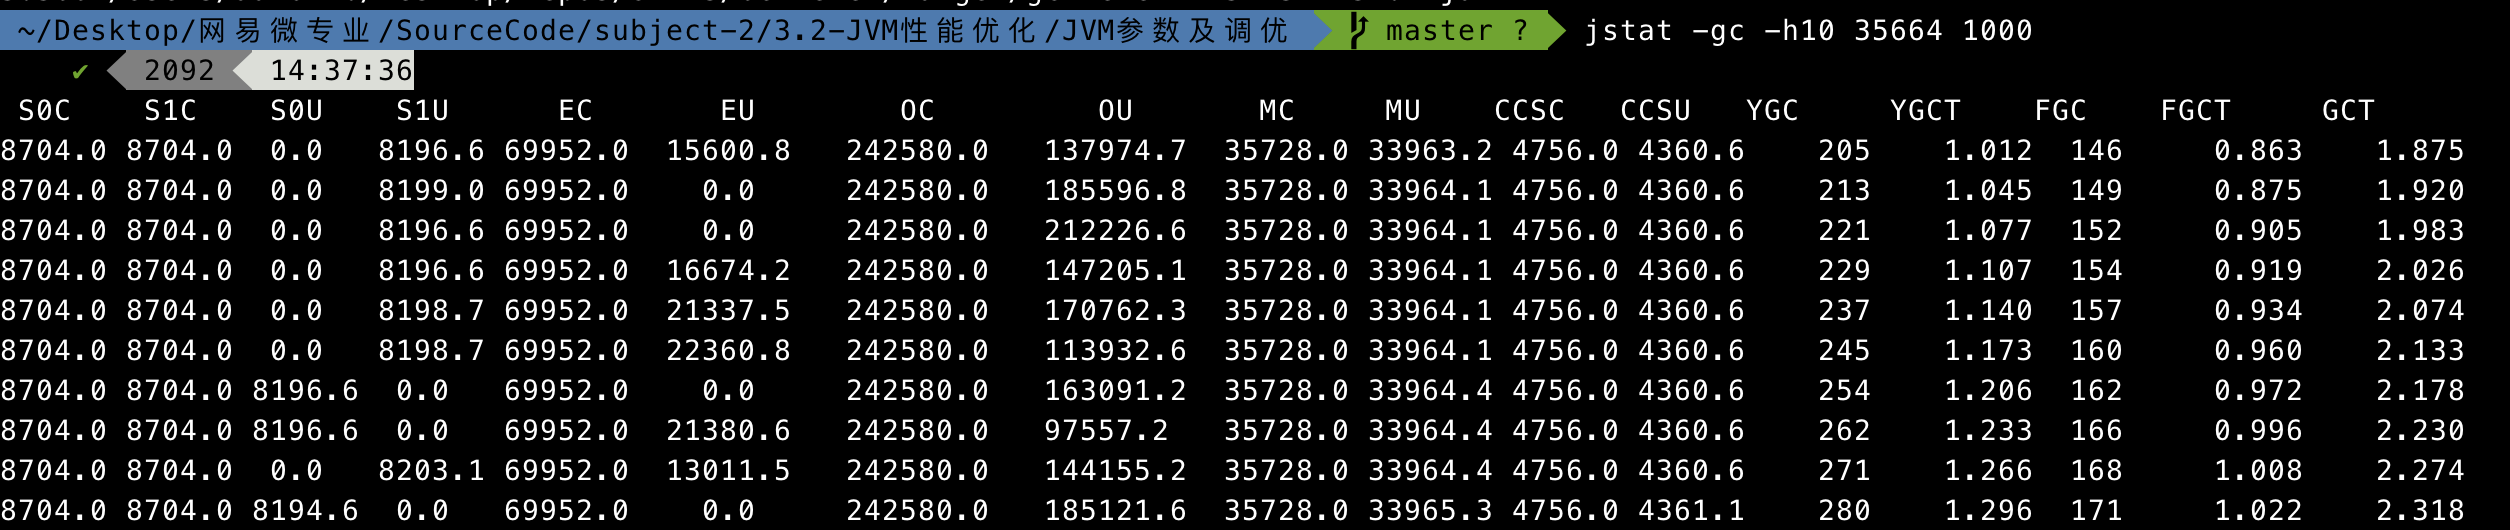 ~/Desktop/网易微专业/SourceCode/subject-2/3.2-JVM性能优化/JVM参数及调优 master ? jstat -gc -h10 35664 1000
✔ 2092 14:37:36
S0C S1C S0U S1U EC EU OC OU MC MU CCSC CCSU YGC YGCT FGC FGCT GCT
8704.0 8704.0 0.0 8196.6 69952.0 15600.8 242580.0 137974.7 35728.0 33963.2 4756.0 4360.6 205 1.012 146 0.863 1.875
8704.0 8704.0 0.0 8199.0 69952.0 0.0 242580.0 185596.8 35728.0 33964.1 4756.0 4360.6 213 1.045 149 0.875 1.920
8704.0 8704.0 0.0 8196.6 69952.0 0.0 242580.0 212226.6 35728.0 33964.1 4756.0 4360.6 221 1.077 152 0.905 1.983
8704.0 8704.0 0.0 8196.6 69952.0 16674.2 242580.0 147205.1 35728.0 33964.1 4756.0 4360.6 229 1.107 154 0.919 2.026
8704.0 8704.0 0.0 8198.7 69952.0 21337.5 242580.0 170762.3 35728.0 33964.1 4756.0 4360.6 237 1.140 157 0.934 2.074
8704.0 8704.0 0.0 8198.7 69952.0 22360.8 242580.0 113932.6 35728.0 33964.1 4756.0 4360.6 245 1.173 160 0.960 2.133
8704.0 8704.0 8196.6 0.0 69952.0 0.0 242580.0 163091.2 35728.0 33964.4 4756.0 4360.6 254 1.206 162 0.972 2.178
8704.0 8704.0 8196.6 0.0 69952.0 21380.6 242580.0 97557.2 35728.0 33964.4 4756.0 4360.6 262 1.233 166 0.996 2.230
8704.0 8704.0 0.0 8203.1 69952.0 13011.5 242580.0 144155.2 35728.0 33964.4 4756.0 4360.6 271 1.266 168 1.008 2.274
8704.0 8704.0 8194.6 0.0 69952.0 0.0 242580.0 185121.6 35728.0 33965.3 4756.0 4361.1 280 1.296 171 1.022 2.318